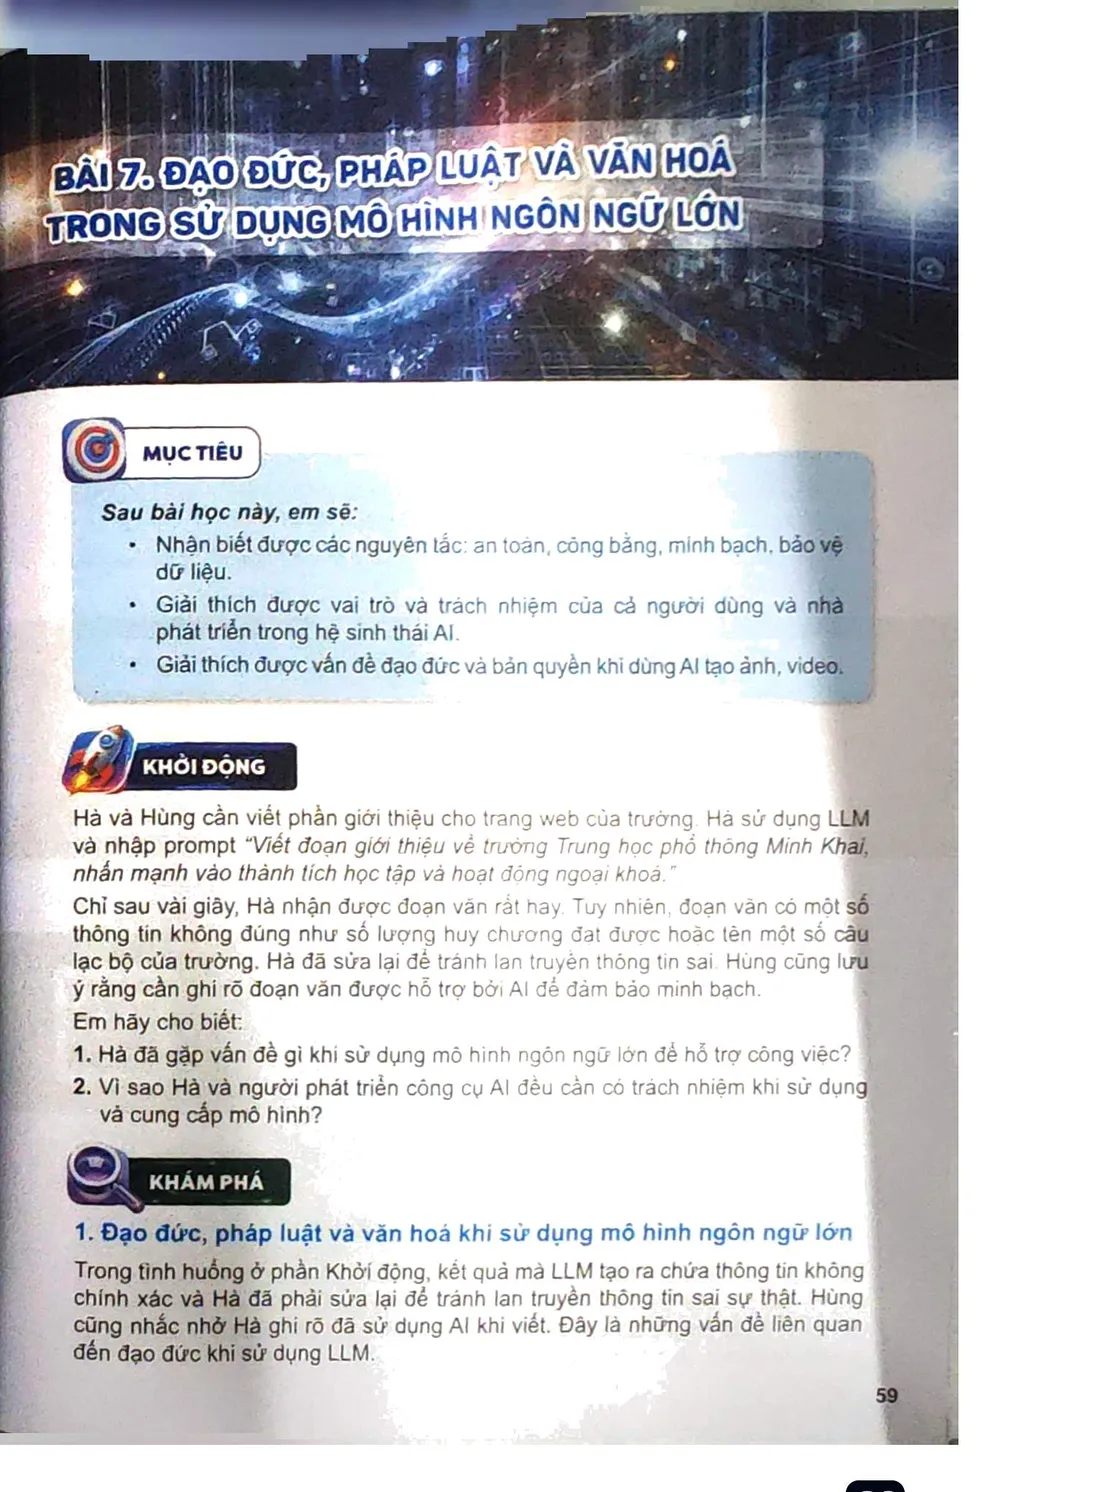 BÀI 7. ĐẠO ĐỨC, PHÁP LUẬT VÀ VĂN HOÁ
TRONG SỬ DỤNG MÔ HÌNH NGÔN NGỮ LỚN
MỤC TIÊU
Sau bài học này, em sẽ:
• Nhận biết được các nguyên tắc: an toàn, công bằng, minh bạch, bảo vệ
dữ liệu.
• Giải thích được vai trò và trách nhiệm của cả người dùng và nhà
phát triển trong hệ sinh thái AI.
• Giải thích được vấn đề đạo đức và bản quyền khi dùng AI tạo ảnh, video.
KHỞI ĐỘNG
Hà và Hùng cần viết phần giới thiệu cho trang web của trường. Hà sử dụng LLM
và nhập prompt “Viết đoạn giới thiệu về trường Trung học phổ thông Minh Khai,
nhấn mạnh vào thành tích học tập và hoạt động ngoại khoá.”
Chỉ sau vài giây, Hà nhận được đoạn văn rất hay. Tuy nhiên, đoạn văn có một số
thông tin không đúng như số lượng huy chương đạt được hoặc tên một số câu
lạc bộ của trường. Hà đã sửa lại để tránh lan truyền thông tin sai. Hùng cũng lưu
ý rằng cần ghi rõ đoạn văn được hỗ trợ bởi AI để đảm bảo minh bạch.
Em hãy cho biết:
1. Hà đã gặp vấn đề gì khi sử dụng mô hình ngôn ngữ lớn để hỗ trợ công việc?
2. Vì sao Hà và người phát triển công cụ AI đều cần có trách nhiệm khi sử dụng
và cung cấp mô hình?
KHÁM PHÁ
1. Đạo đức, pháp luật và văn hoá khi sử dụng mô hình ngôn ngữ lớn
Trong tình huống ở phần Khởi động, kết quả mà LLM tạo ra chứa thông tin không
chính xác và Hà đã phải sửa lại để tránh lan truyền thông tin sai sự thật. Hùng
cũng nhắc nhở Hà ghi rõ đã sử dụng AI khi viết. Đây là những vấn đề liên quan
đến đạo đức khi sử dụng LLM.
59